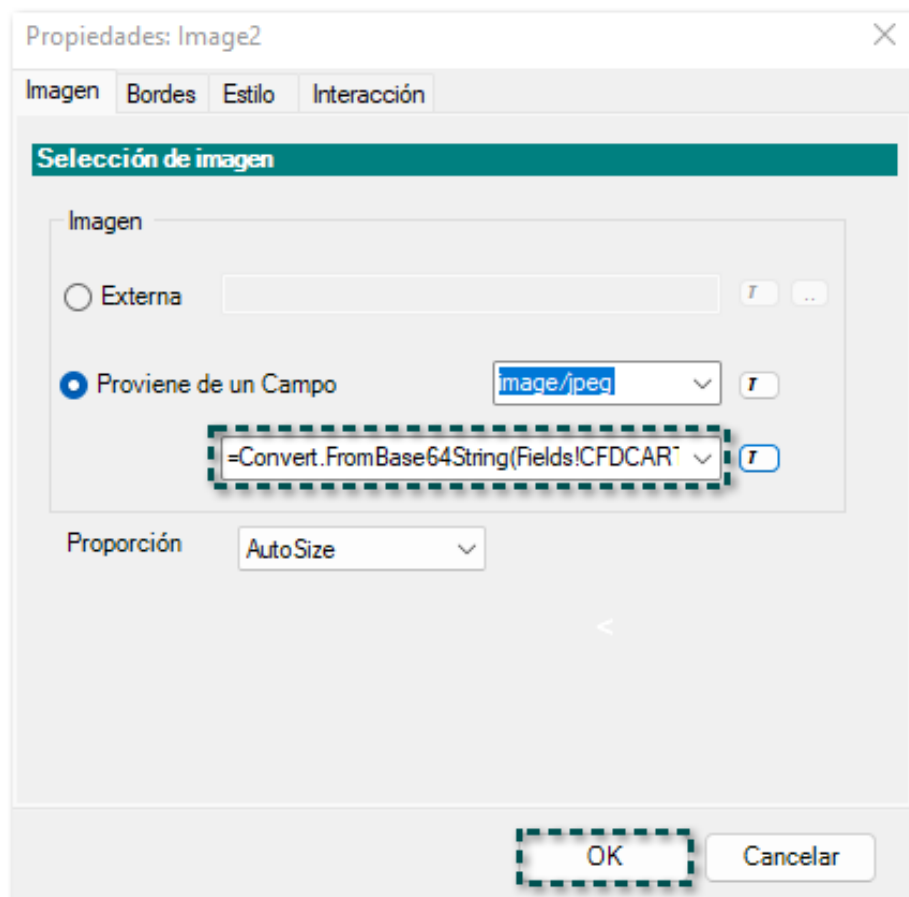 Propiedades: Image2
Imagen Bordes Estilo Interacción
Selección de imagen
Imagen
Externa T ..
Proviene de un Campo image/jpeg T
=Convert.FromBase64String(Fields!CFDCART T
Proporción AutoSize
<
OK Cancelar